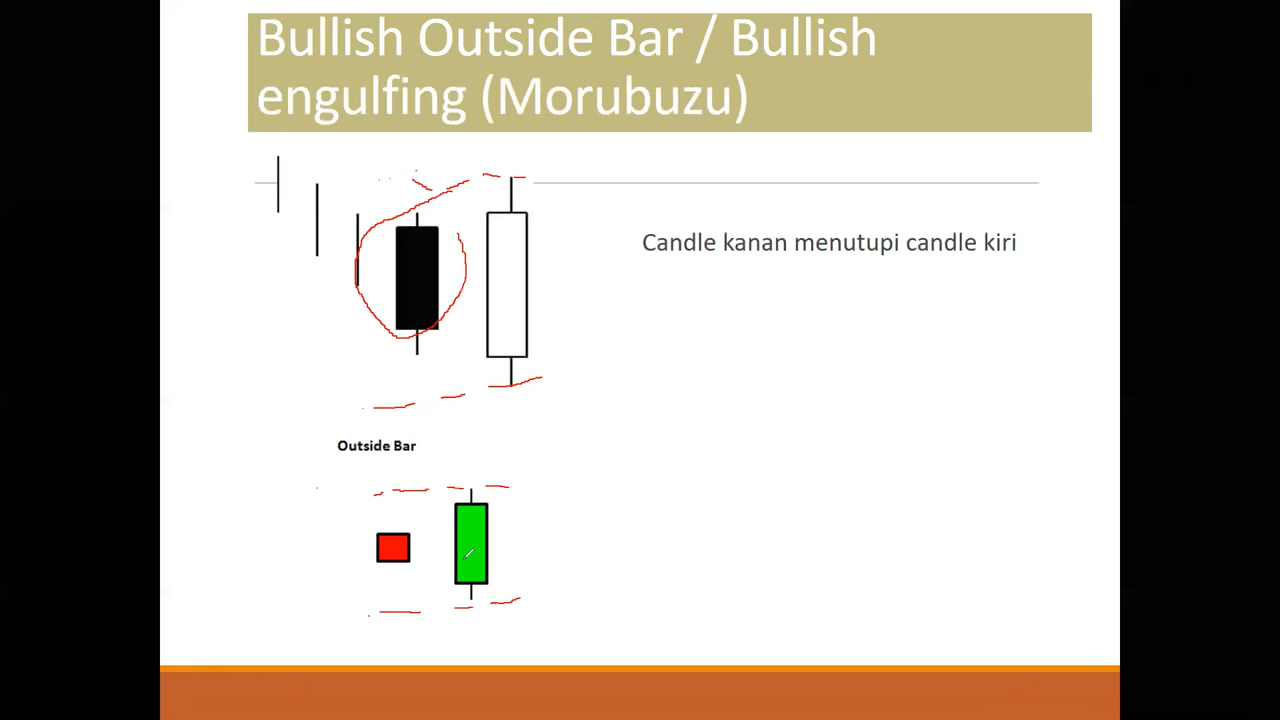 Bullish Outside Bar / Bullish
engulfing (Morubuzu)
Candle kanan menutupi candle kiri
Outside Bar